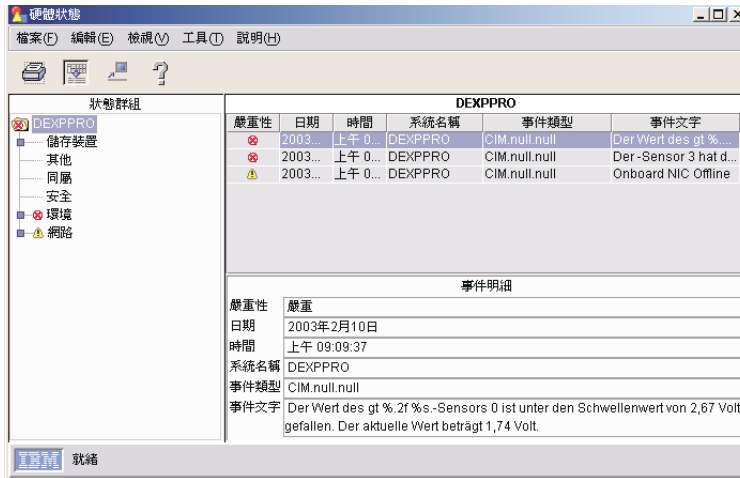 硬體狀態
檔案(F) 編輯(E) 檢視(V) 工具(T) 說明(H)
狀態群組
DEXPPRO
儲存裝置
其他
同屬
安全
環境
網路
DEXPPRO
嚴重性 日期 時間 系統名稱 事件類型 事件文字
2003... 上午 0... DEXPPRO CIM.null.null Der Wert des gt %....
2003... 上午 0... DEXPPRO CIM.null.null Der -Sensor 3 hat d...
2003... 上午 0... DEXPPRO CIM.null.null Onboard NIC Offline
事件明細
嚴重性 嚴重
日期 2003年2月10日
時間 上午 09:09:37
系統名稱 DEXPPRO
事件類型 CIM.null.null
事件文字 Der Wert des gt %.2f %s.-Sensors 0 ist unter den Schwellenwert von 2,67 Volt
gefallen. Der aktuelle Wert beträgt 1,74 Volt.
IBM 就緒